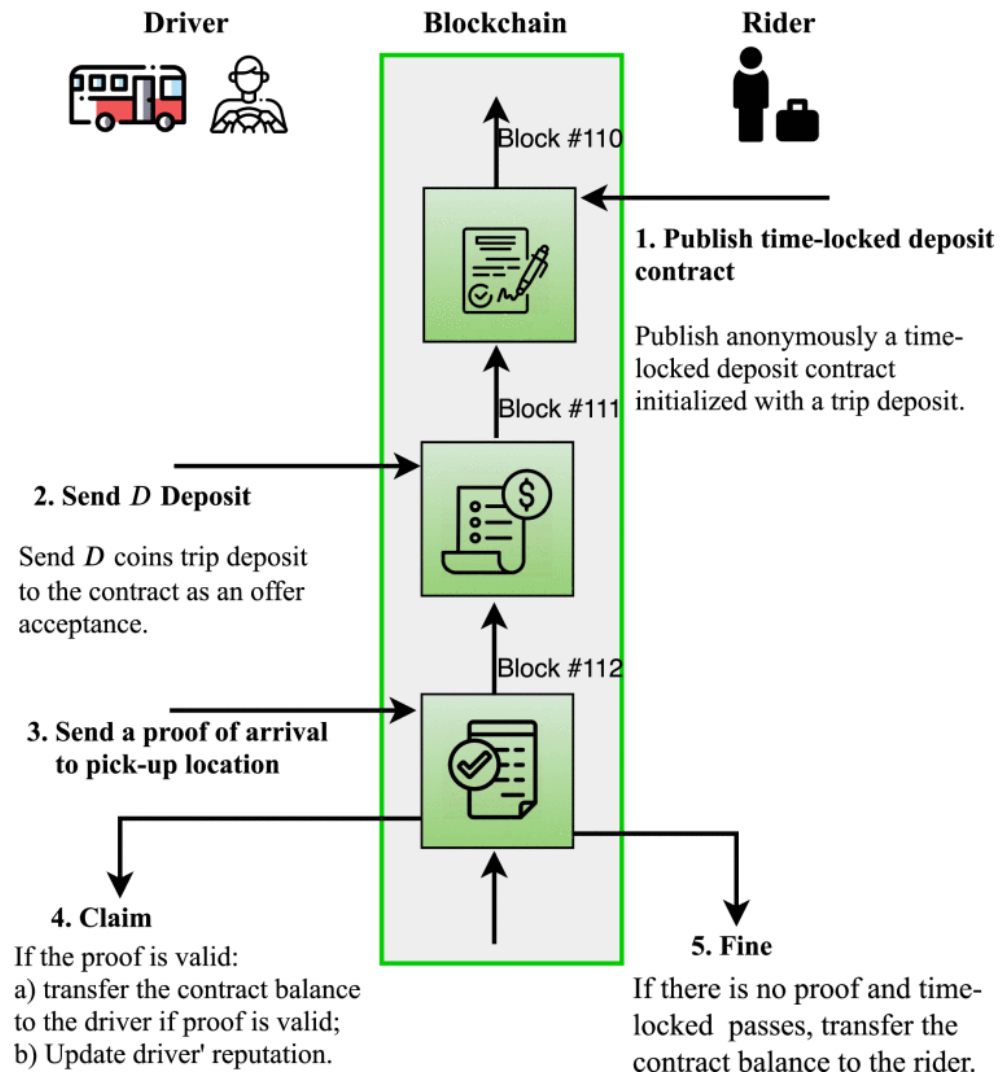 Driver
Blockchain
Rider
Block #110
1. Publish time-locked deposit
contract
Publish anonymously a time-
locked deposit contract
initialized with a trip deposit.
Block #111
2. Send D Deposit
Send D coins trip deposit
to the contract as an offer
acceptance.
Block #112
3. Send a proof of arrival
to pick-up location
4. Claim
If the proof is valid:
a) transfer the contract balance
to the driver if proof is valid;
b) Update driver' reputation.
5. Fine
If there is no proof and time-
locked passes, transfer the
contract balance to the rider.
$